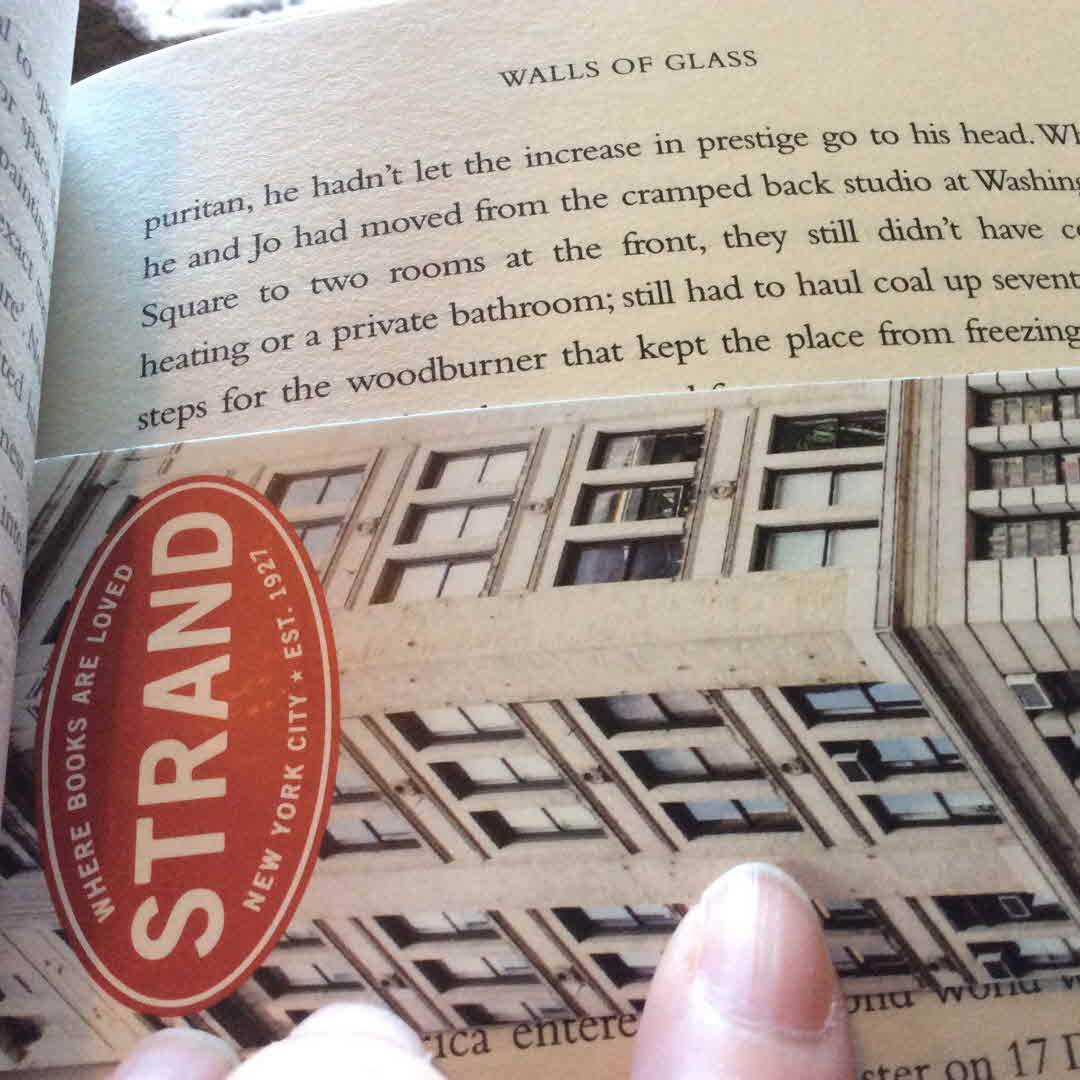 WALLS OF GLASS
puritan, he hadn't let the increase in prestige go to his head.
he and Jo had moved from the cramped back studio at
Square to two rooms at the front, they still didn't have
heating or a private bathroom; still had to haul coal up
steps for the woodburner that kept the place from freezing
WHERE BOOKS ARE LOVED
STRAND
NEW YORK CITY ★ EST. 1927
world
on 17